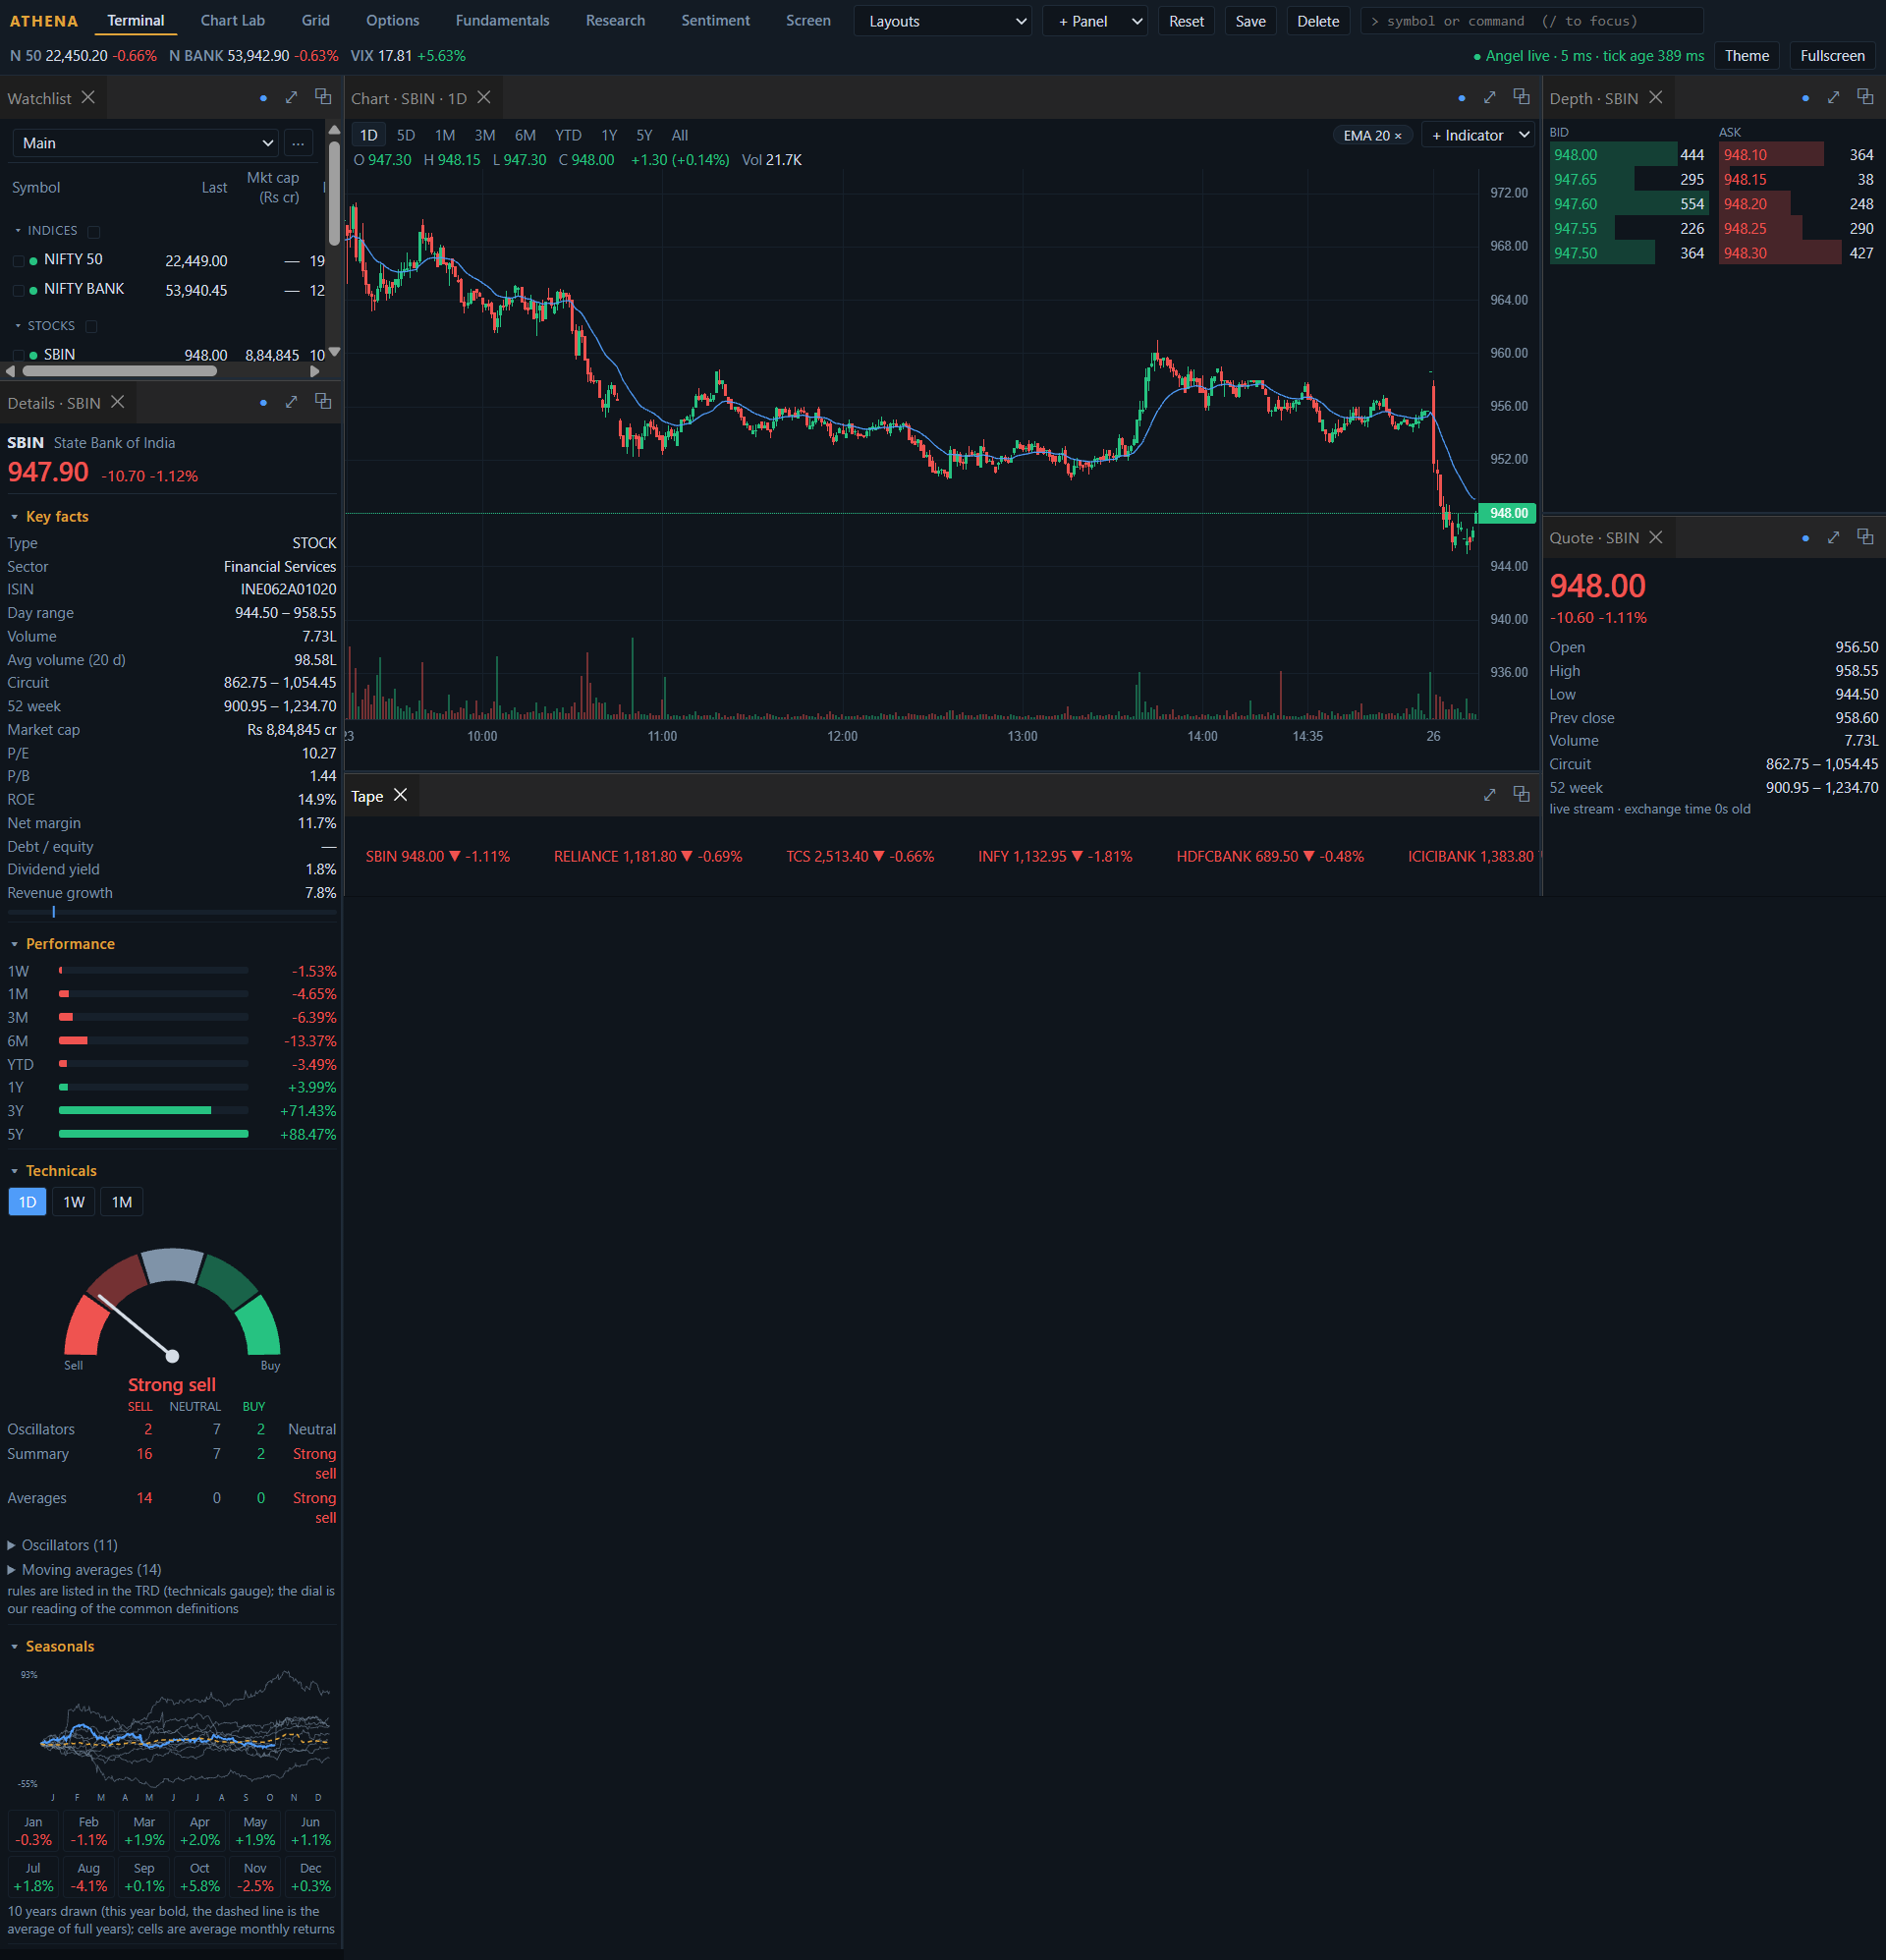 ATHENA Terminal Chart Lab Grid Options Fundamentals Research Sentiment Screen Layouts + Panel Reset Save Delete > symbol or command (/ to focus)
N 50 22,450.20 -0.66% N BANK 53,942.90 -0.63% VIX 17.81 +5.63% ● Angel live · 5 ms · tick age 389 ms Theme Fullscreen
Watchlist
Main ...
Symbol Last Mkt cap (Rs cr)
INDICES
NIFTY 50 22,449.00 — 19
NIFTY BANK 53,940.45 — 12
STOCKS
SBIN 948.00 8,84,845 10
Details · SBIN
SBIN State Bank of India
947.90 -10.70 -1.12%
Key facts
Type STOCK
Sector Financial Services
ISIN INE062A01020
Day range 944.50 – 958.55
Volume 7.73L
Avg volume (20 d) 98.58L
Circuit 862.75 – 1,054.45
52 week 900.95 – 1,234.70
Market cap Rs 8,84,845 cr
P/E 10.27
P/B 1.44
ROE 14.9%
Net margin 11.7%
Debt / equity —
Dividend yield 1.8%
Revenue growth 7.8%
Performance
1W -1.53%
1M -4.65%
3M -6.39%
6M -13.37%
YTD -3.49%
1Y +3.99%
3Y +71.43%
5Y +88.47%
Technicals
1D 1W 1M
Sell Buy
Strong sell
SELL NEUTRAL BUY
Oscillators 2 7 2 Neutral
Summary 16 7 2 Strong sell
Averages 14 0 0 Strong sell
Oscillators (11)
Moving averages (14)
rules are listed in the TRD (technicals gauge); the dial is
our reading of the common definitions
Seasonals
93%
-55%
J F M A M J J A S O N D
Jan Feb Mar Apr May Jun
-0.3% -1.1% +1.9% +2.0% +1.9% +1.1%
Jul Aug Sep Oct Nov Dec
+1.8% -4.1% +0.1% +5.8% -2.5% +0.3%
10 years drawn (this year bold, the dashed line is the
average of full years); cells are average monthly returns
Chart · SBIN · 1D
1D 5D 1M 3M 6M YTD 1Y 5Y All EMA 20 × + Indicator
O 947.30 H 948.15 L 947.30 C 948.00 +1.30 (+0.14%) Vol 21.7K
972.00
968.00
964.00
960.00
956.00
952.00
948.00
944.00
940.00
936.00
23 10:00 11:00 12:00 13:00 14:00 14:35 26
Tape
SBIN 948.00 ▼ -1.11% RELIANCE 1,181.80 ▼ -0.69% TCS 2,513.40 ▼ -0.66% INFY 1,132.95 ▼ -1.81% HDFCBANK 689.50 ▼ -0.48% ICICIBANK 1,383.80
Depth · SBIN
BID ASK
948.00 444 948.10 364
947.65 295 948.15 38
947.60 554 948.20 248
947.55 226 948.25 290
947.50 364 948.30 427
Quote · SBIN
948.00
-10.60 -1.11%
Open 956.50
High 958.55
Low 944.50
Prev close 958.60
Volume 7.73L
Circuit 862.75 – 1,054.45
52 week 900.95 – 1,234.70
live stream · exchange time 0s old